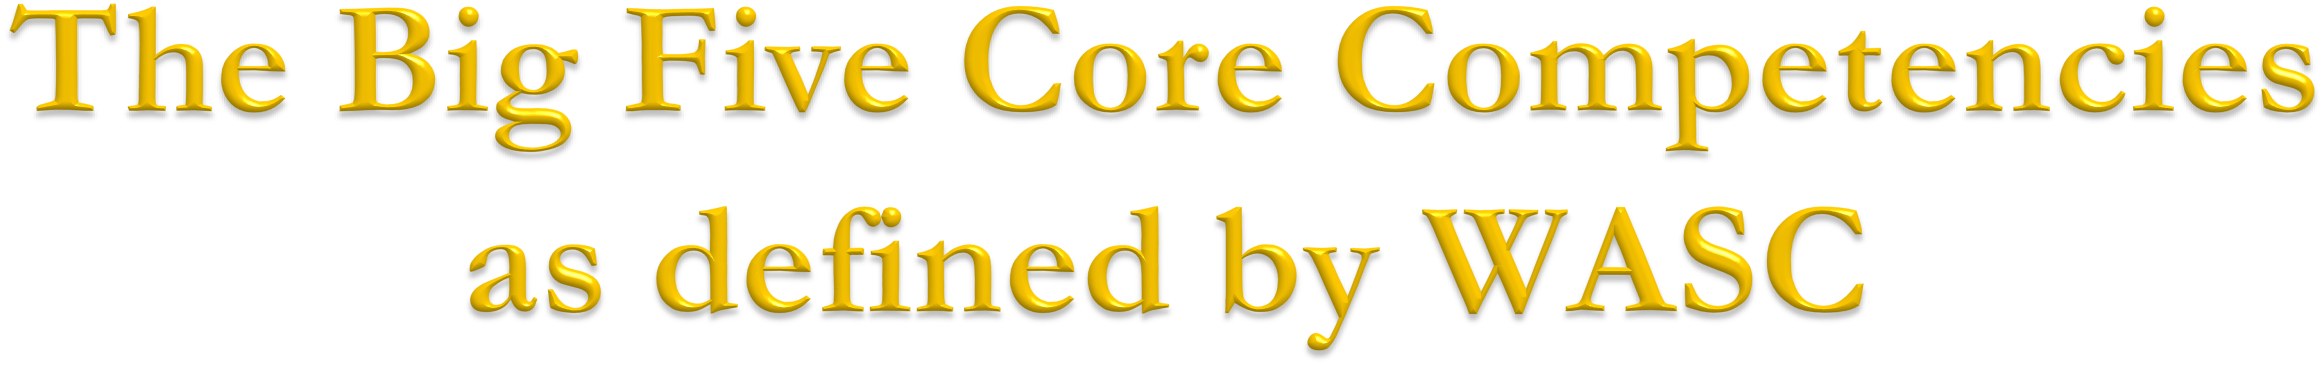 The Big Five Core Competencies
as defined by WASC